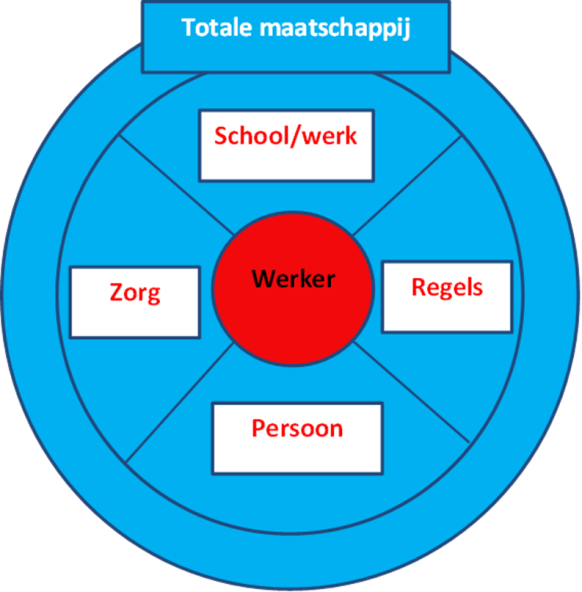 Totale maatschappij
School/werk
Werker
Zorg
Regels
Persoon